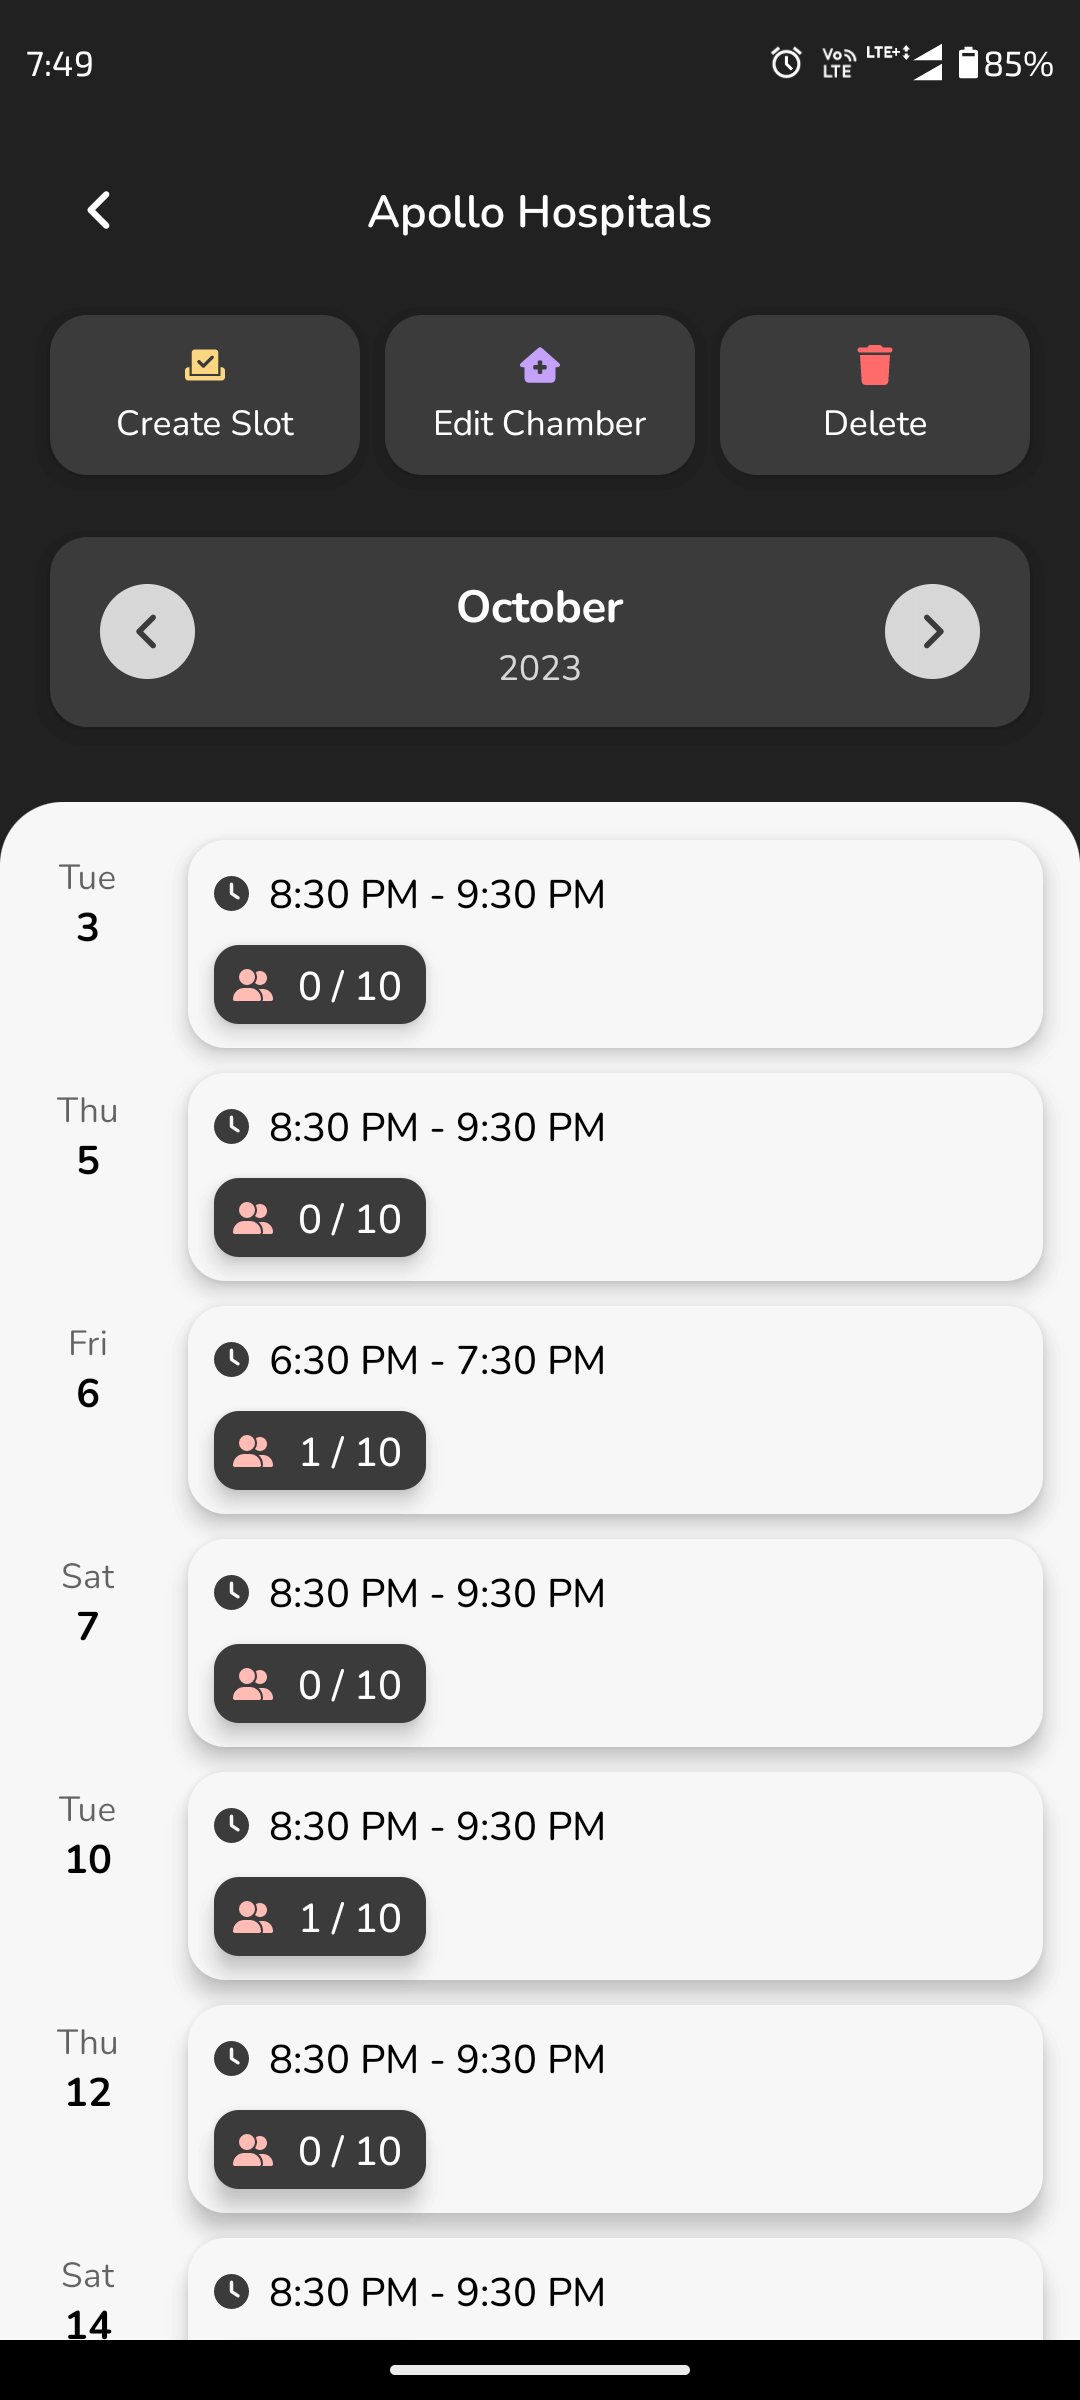 7:49
Vo LTE LTE+ 85%
Apollo Hospitals
Create Slot
Edit Chamber
Delete
October
2023
Tue
3
8:30 PM - 9:30 PM
0 / 10
Thu
5
8:30 PM - 9:30 PM
0 / 10
Fri
6
6:30 PM - 7:30 PM
1 / 10
Sat
7
8:30 PM - 9:30 PM
0 / 10
Tue
10
8:30 PM - 9:30 PM
1 / 10
Thu
12
8:30 PM - 9:30 PM
0 / 10
Sat
14
8:30 PM - 9:30 PM